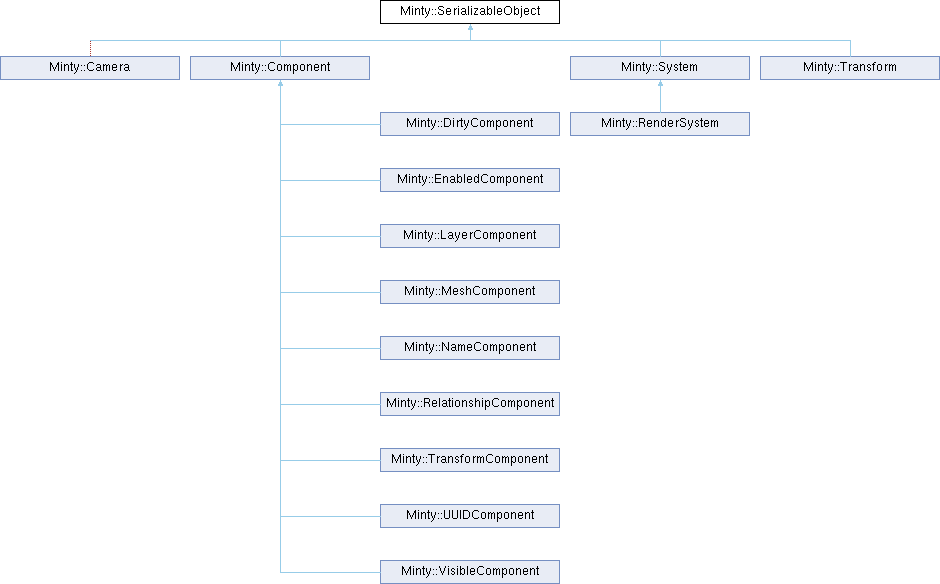 Minty::SerializableObject
Minty::Camera
Minty::Component
Minty::System
Minty::Transform
Minty::DirtyComponent
Minty::RenderSystem
Minty::EnabledComponent
Minty::LayerComponent
Minty::MeshComponent
Minty::NameComponent
Minty::RelationshipComponent
Minty::TransformComponent
Minty::UUIDComponent
Minty::VisibleComponent